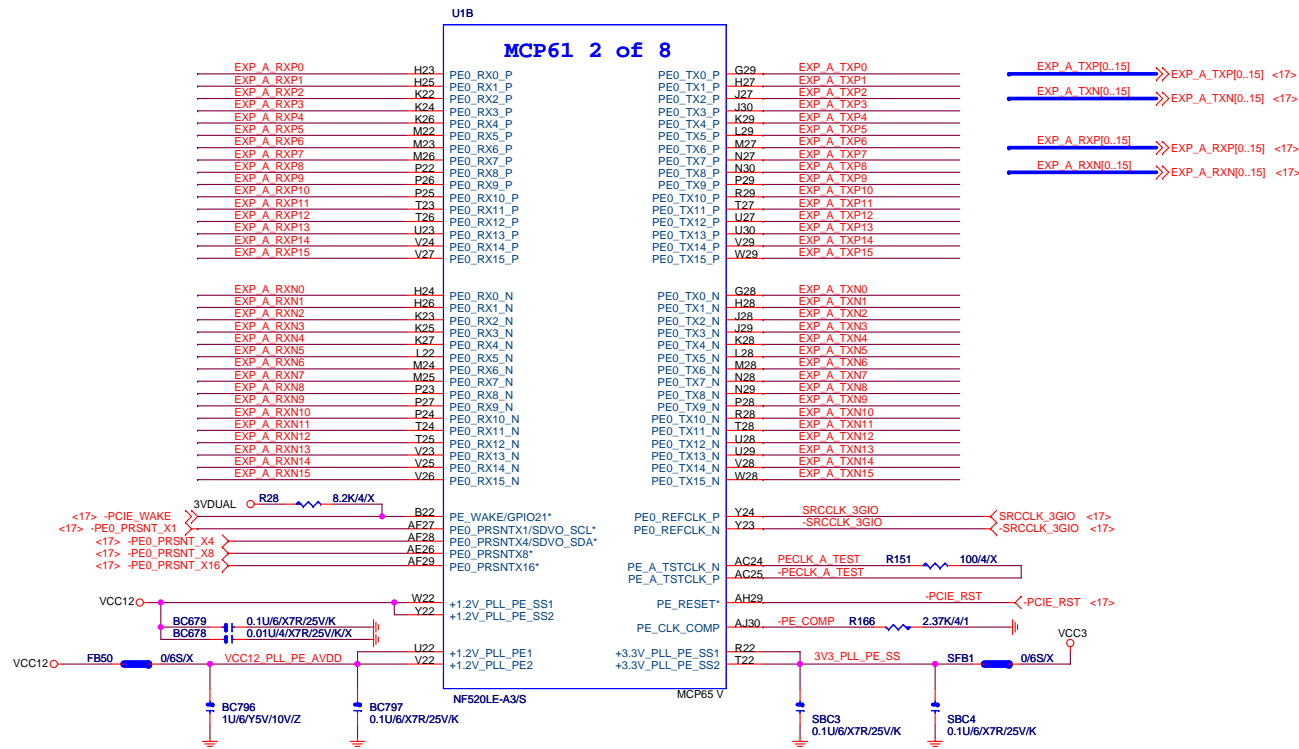 U1B
MCP61 2 of 8
EXP_A_RXP0 H23 PE0_RX0_P PE0_TX0_P G29 EXP_A_TXP0 EXP_A_TXP[0..15] EXP_A_TXP[0..15] <17>
EXP_A_RXP1 H25 PE0_RX1_P PE0_TX1_P H27 EXP_A_TXP1
EXP_A_RXP2 K22 PE0_RX2_P PE0_TX2_P J27 EXP_A_TXP2 EXP_A_TXN[0..15] EXP_A_TXN[0..15] <17>
EXP_A_RXP3 K24 PE0_RX3_P PE0_TX3_P J30 EXP_A_TXP3
EXP_A_RXP4 K26 PE0_RX4_P PE0_TX4_P K29 EXP_A_TXP4
EXP_A_RXP5 M22 PE0_RX5_P PE0_TX5_P L29 EXP_A_TXP5
EXP_A_RXP6 M23 PE0_RX6_P PE0_TX6_P M27 EXP_A_TXP6 EXP_A_RXP[0..15] EXP_A_RXP[0..15] <17>
EXP_A_RXP7 M26 PE0_RX7_P PE0_TX7_P N27 EXP_A_TXP7
EXP_A_RXP8 P22 PE0_RX8_P PE0_TX8_P N30 EXP_A_TXP8 EXP_A_RXN[0..15] EXP_A_RXN[0..15] <17>
EXP_A_RXP9 P26 PE0_RX9_P PE0_TX9_P P29 EXP_A_TXP9
EXP_A_RXP10 P25 PE0_RX10_P PE0_TX10_P R29 EXP_A_TXP10
EXP_A_RXP11 T23 PE0_RX11_P PE0_TX11_P T27 EXP_A_TXP11
EXP_A_RXP12 T26 PE0_RX12_P PE0_TX12_P U27 EXP_A_TXP12
EXP_A_RXP13 U23 PE0_RX13_P PE0_TX13_P U30 EXP_A_TXP13
EXP_A_RXP14 V24 PE0_RX14_P PE0_TX14_P V29 EXP_A_TXP14
EXP_A_RXP15 V27 PE0_RX15_P PE0_TX15_P W29 EXP_A_TXP15
EXP_A_RXN0 H24 PE0_RX0_N PE0_TX0_N G28 EXP_A_TXN0
EXP_A_RXN1 H26 PE0_RX1_N PE0_TX1_N H28 EXP_A_TXN1
EXP_A_RXN2 K23 PE0_RX2_N PE0_TX2_N J28 EXP_A_TXN2
EXP_A_RXN3 K25 PE0_RX3_N PE0_TX3_N J29 EXP_A_TXN3
EXP_A_RXN4 K27 PE0_RX4_N PE0_TX4_N K28 EXP_A_TXN4
EXP_A_RXN5 L22 PE0_RX5_N PE0_TX5_N L28 EXP_A_TXN5
EXP_A_RXN6 M24 PE0_RX6_N PE0_TX6_N M28 EXP_A_TXN6
EXP_A_RXN7 M25 PE0_RX7_N PE0_TX7_N N28 EXP_A_TXN7
EXP_A_RXN8 P23 PE0_RX8_N PE0_TX8_N N29 EXP_A_TXN8
EXP_A_RXN9 P27 PE0_RX9_N PE0_TX9_N P28 EXP_A_TXN9
EXP_A_RXN10 P24 PE0_RX10_N PE0_TX10_N R28 EXP_A_TXN10
EXP_A_RXN11 T24 PE0_RX11_N PE0_TX11_N T28 EXP_A_TXN11
EXP_A_RXN12 T25 PE0_RX12_N PE0_TX12_N U28 EXP_A_TXN12
EXP_A_RXN13 V23 PE0_RX13_N PE0_TX13_N U29 EXP_A_TXN13
EXP_A_RXN14 V25 PE0_RX14_N PE0_TX14_N V28 EXP_A_TXN14
EXP_A_RXN15 V26 PE0_RX15_N PE0_TX15_N W28 EXP_A_TXN15
3VDUAL R28 8.2K/4/X
<17> -PCIE_WAKE B22 PE_WAKE/GPIO21* PE0_REFCLK_P Y24 SRCCLK_3GIO SRCCLK_3GIO <17>
<17> -PE0_PRSNT_X1 AF27 PE0_PRSNTX1/SDVO_SCL* PE0_REFCLK_N Y23 -SRCCLK_3GIO -SRCCLK_3GIO <17>
<17> -PE0_PRSNT_X4 AF28 PE0_PRSNTX4/SDVO_SDA*
<17> -PE0_PRSNT_X8 AE26 PE0_PRSNTX8* PE_A_TSTCLK_N AC24 PECLK_A_TEST R151 100/4/X
<17> -PE0_PRSNT_X16 AF29 PE0_PRSNTX16* PE_A_TSTCLK_P AC25 -PECLK_A_TEST
VCC12 W22 +1.2V_PLL_PE_SS1 PE_RESET* AH29 -PCIE_RST -PCIE_RST <17>
Y22 +1.2V_PLL_PE_SS2
BC679 0.1U/6/X7R/25V/K
BC678 0.01U/4/X7R/25V/K/X PE_CLK_COMP AJ30 -PE_COMP R166 2.37K/4/1 VCC3
U22 +1.2V_PLL_PE1 +3.3V_PLL_PE_SS1 R22
VCC12 FB50 0/6S/X VCC12_PLL_PE_AVDD V22 +1.2V_PLL_PE2 +3.3V_PLL_PE_SS2 T22 3V3_PLL_PE_SS SFB1 0/6S/X
NF520LE-A3/S MCP65 V
BC796 BC797 SBC3 SBC4
1U/6/Y5V/10V/Z 0.1U/6/X7R/25V/K 0.1U/6/X7R/25V/K 0.1U/6/X7R/25V/K